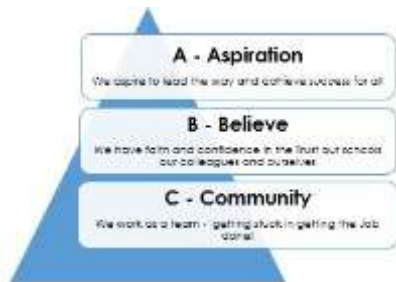 A - Aspiration
We aspire to lead the way and achieve success for all
B - Believe
We have faith and confidence in the Trust our schools
our colleagues and ourselves
C - Community
We work as a team - getting stuck in getting the Job
done!